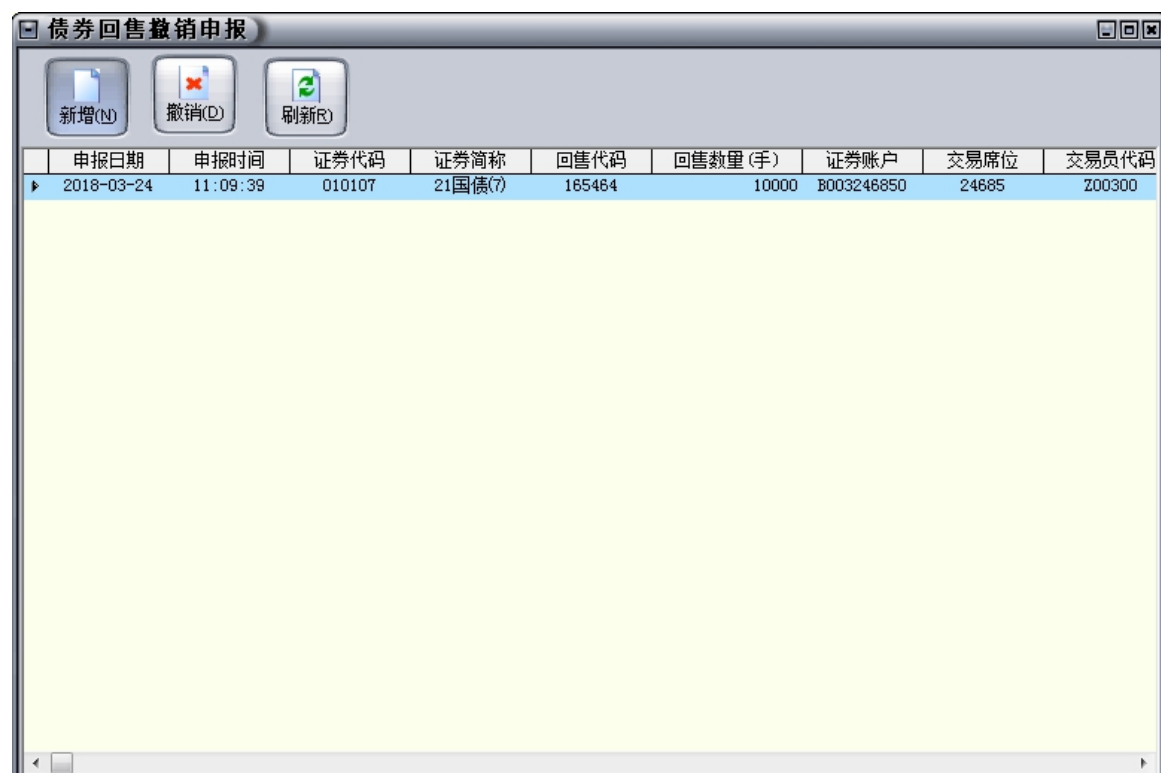 债券回售撤销申报
新增(N) 撤销(D) 刷新R)
申报日期 申报时间 证券代码 证券简称 回售代码 回售数量(手) 证券账户 交易席位 交易员代码
2018-03-24 11:09:39 010107 21国债(7) 165464 10000 B003246850 24685 Z00300